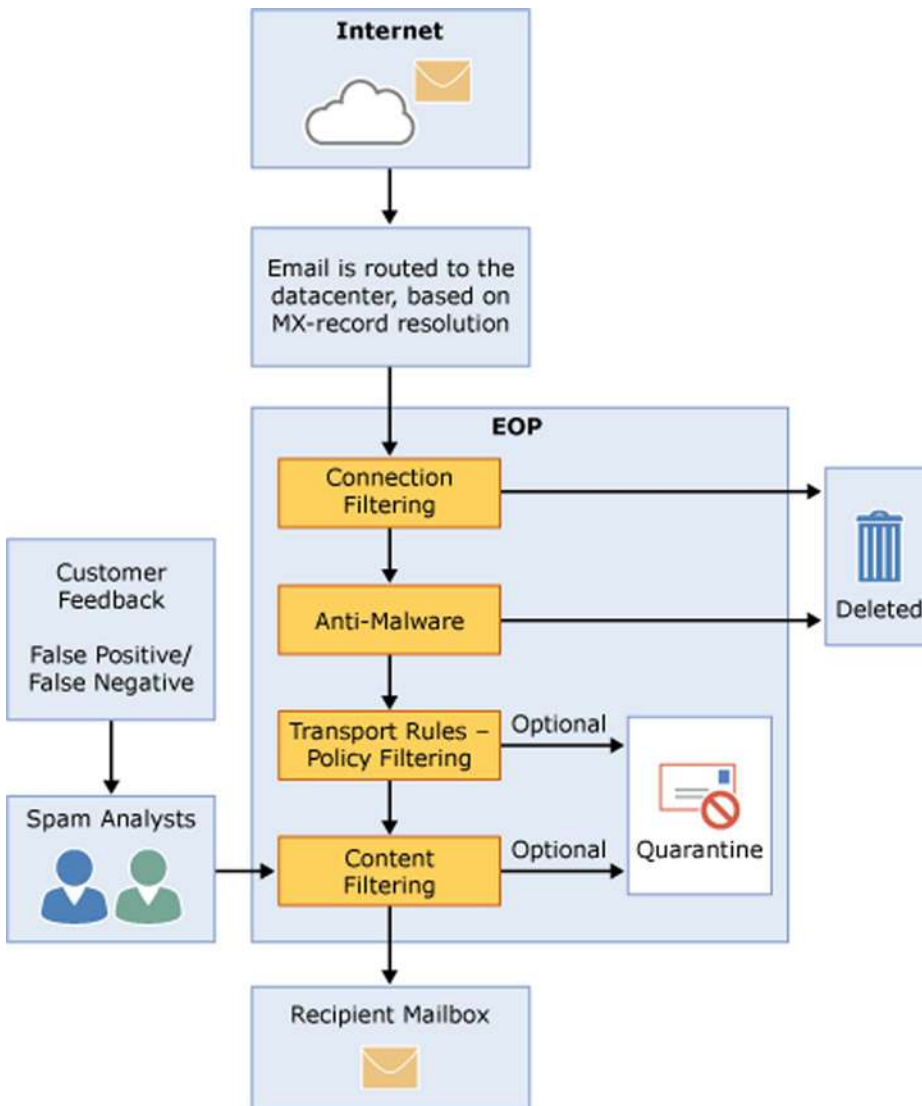 Internet
Email is routed to the
datacenter, based on
MX-record resolution
EOP
Connection
Filtering
Deleted
Customer
Feedback
False Positive/
False Negative
Anti-Malware
Transport Rules –
Policy Filtering
Optional
Quarantine
Spam Analysts
Content
Filtering
Optional
Recipient Mailbox